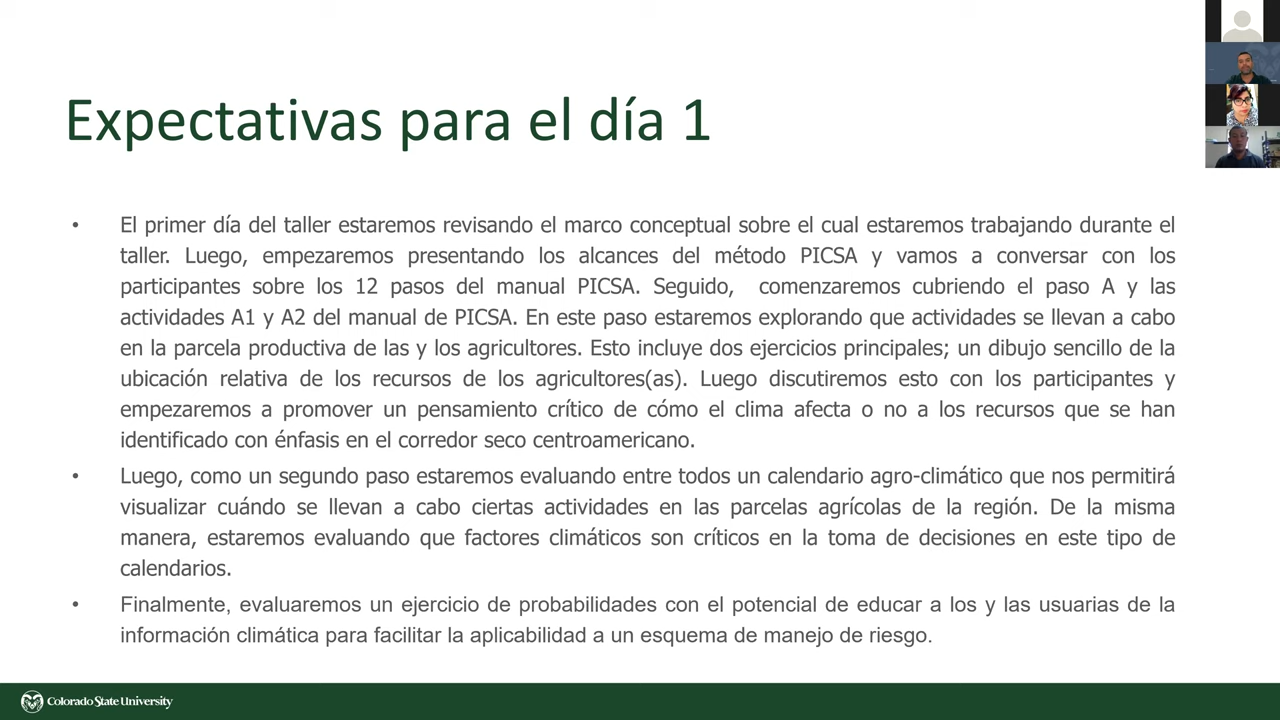 Expectativas para el día 1
• El primer día del taller estaremos revisando el marco conceptual sobre el cual estaremos trabajando durante el
taller. Luego, empezaremos presentando los alcances del método PICSA y vamos a conversar con los
participantes sobre los 12 pasos del manual PICSA. Seguido, comenzaremos cubriendo el paso A y las
actividades A1 y A2 del manual de PICSA. En este paso estaremos explorando que actividades se llevan a cabo
en la parcela productiva de las y los agricultores. Esto incluye dos ejercicios principales; un dibujo sencillo de la
ubicación relativa de los recursos de los agricultores(as). Luego discutiremos esto con los participantes y
empezaremos a promover un pensamiento crítico de cómo el clima afecta o no a los recursos que se han
identificado con énfasis en el corredor seco centroamericano.
• Luego, como un segundo paso estaremos evaluando entre todos un calendario agro-climático que nos permitirá
visualizar cuándo se llevan a cabo ciertas actividades en las parcelas agrícolas de la región. De la misma
manera, estaremos evaluando que factores climáticos son críticos en la toma de decisiones en este tipo de
calendarios.
• Finalmente, evaluaremos un ejercicio de probabilidades con el potencial de educar a los y las usuarias de la
información climática para facilitar la aplicabilidad a un esquema de manejo de riesgo.
Colorado State University